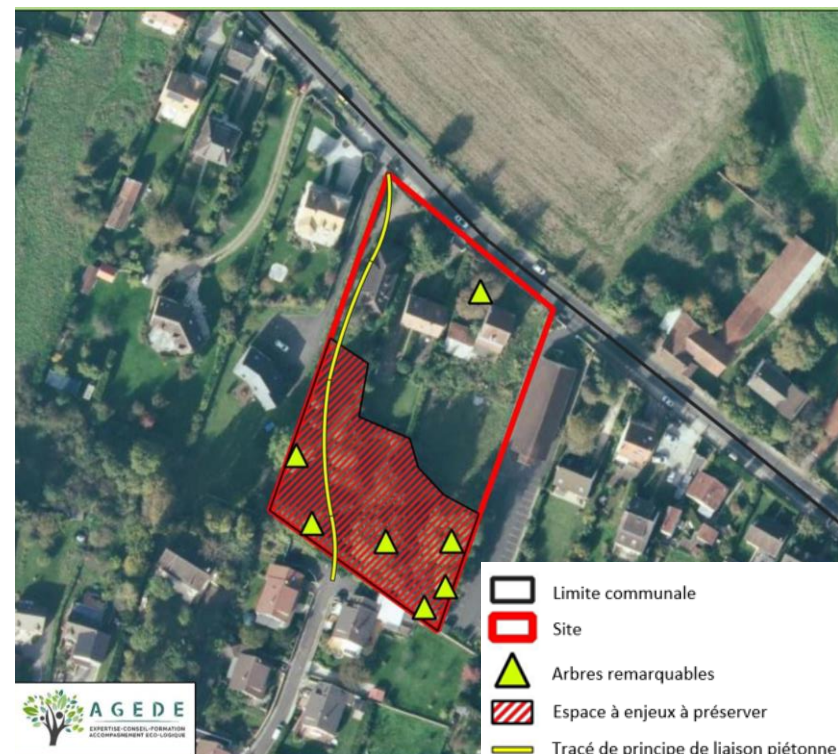 Limite communale
Site
Arbres remarquables
Espace à enjeux à préserver
Tracé de principe de liaison piétonne
AGEDE
EXPERTISE-CONSEIL-FORMATION
ACCOMPAGNEMENT ECO-LOGIQUE